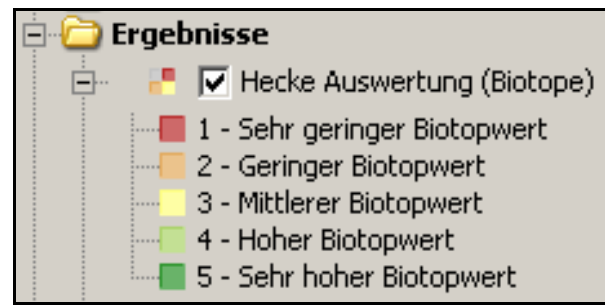 Ergebnisse
Hecke Auswertung (Biotope)
1 - Sehr geringer Biotopwert
2 - Geringer Biotopwert
3 - Mittlerer Biotopwert
4 - Hoher Biotopwert
5 - Sehr hoher Biotopwert